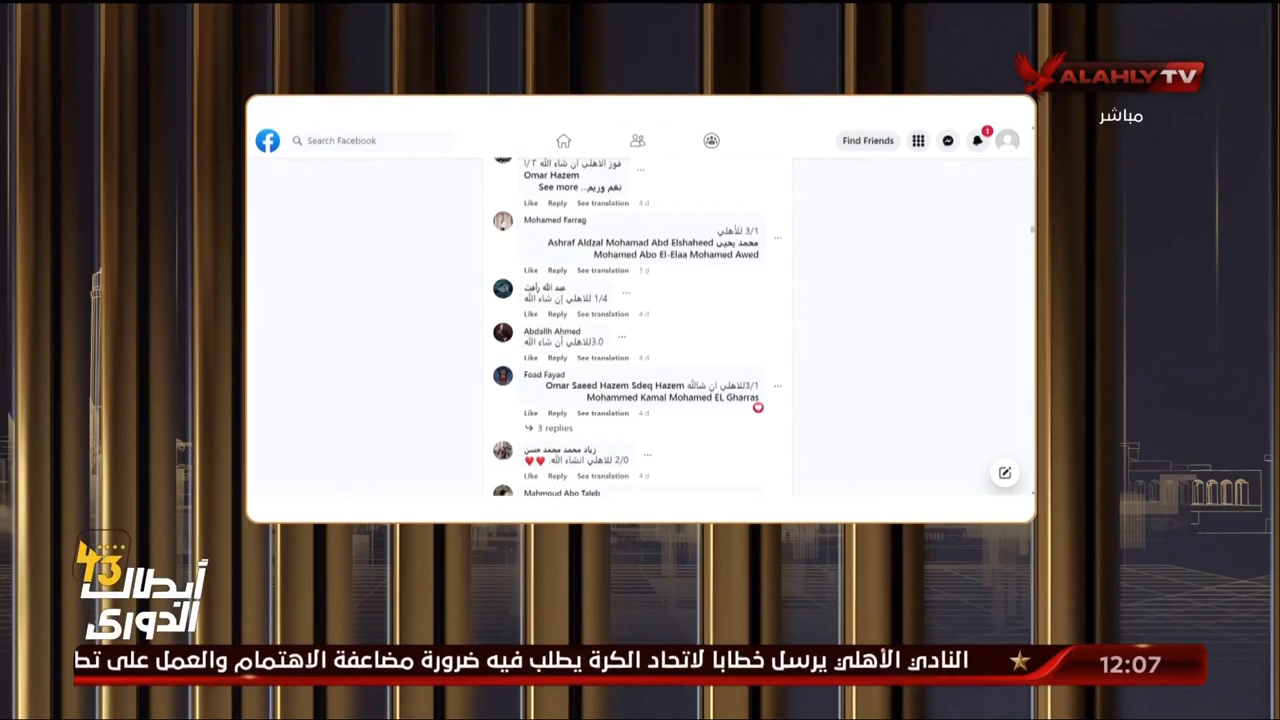 ALAHLY TV
مباشر
Search Facebook
Find Friends
1
فوز الاهلي ان شاء الله ٢ /١
Omar Hazem
نغم وريم... See more
Like Reply See translation 4 d
Mohamed Farrag
3/1 للأهلي
Ashraf Aldzal Mohamad Abd Elshaheed محمد يحيى
Mohamed Abo El-Elaa Mohamed Awed
Like Reply See translation 3 d
عبد الله رأفت
1/4 للاهلي إن شاء الله
Like Reply See translation 4 d
Abdallh Ahmed
3.0للاهلي أن شاء الله
Like Reply See translation 4 d
Foad Fayad
3/1للاهلي ان شالله Omar Saeed Hazem Sdeq Hazem
Mohammed Kamal Mohamed EL Gharras
Like Reply See translation 4 d
3 replies
زياد محمد محمد حسن
2/0 للاهلي انشاء الله. ❤️❤️
Like Reply See translation 4 d
Mahmoud Abo Taleb
43
أبطال
الدوري
النادي الأهلي يرسل خطابا لاتحاد الكرة يطلب فيه ضرورة مضاعفة الاهتمام والعمل على تط
12:07